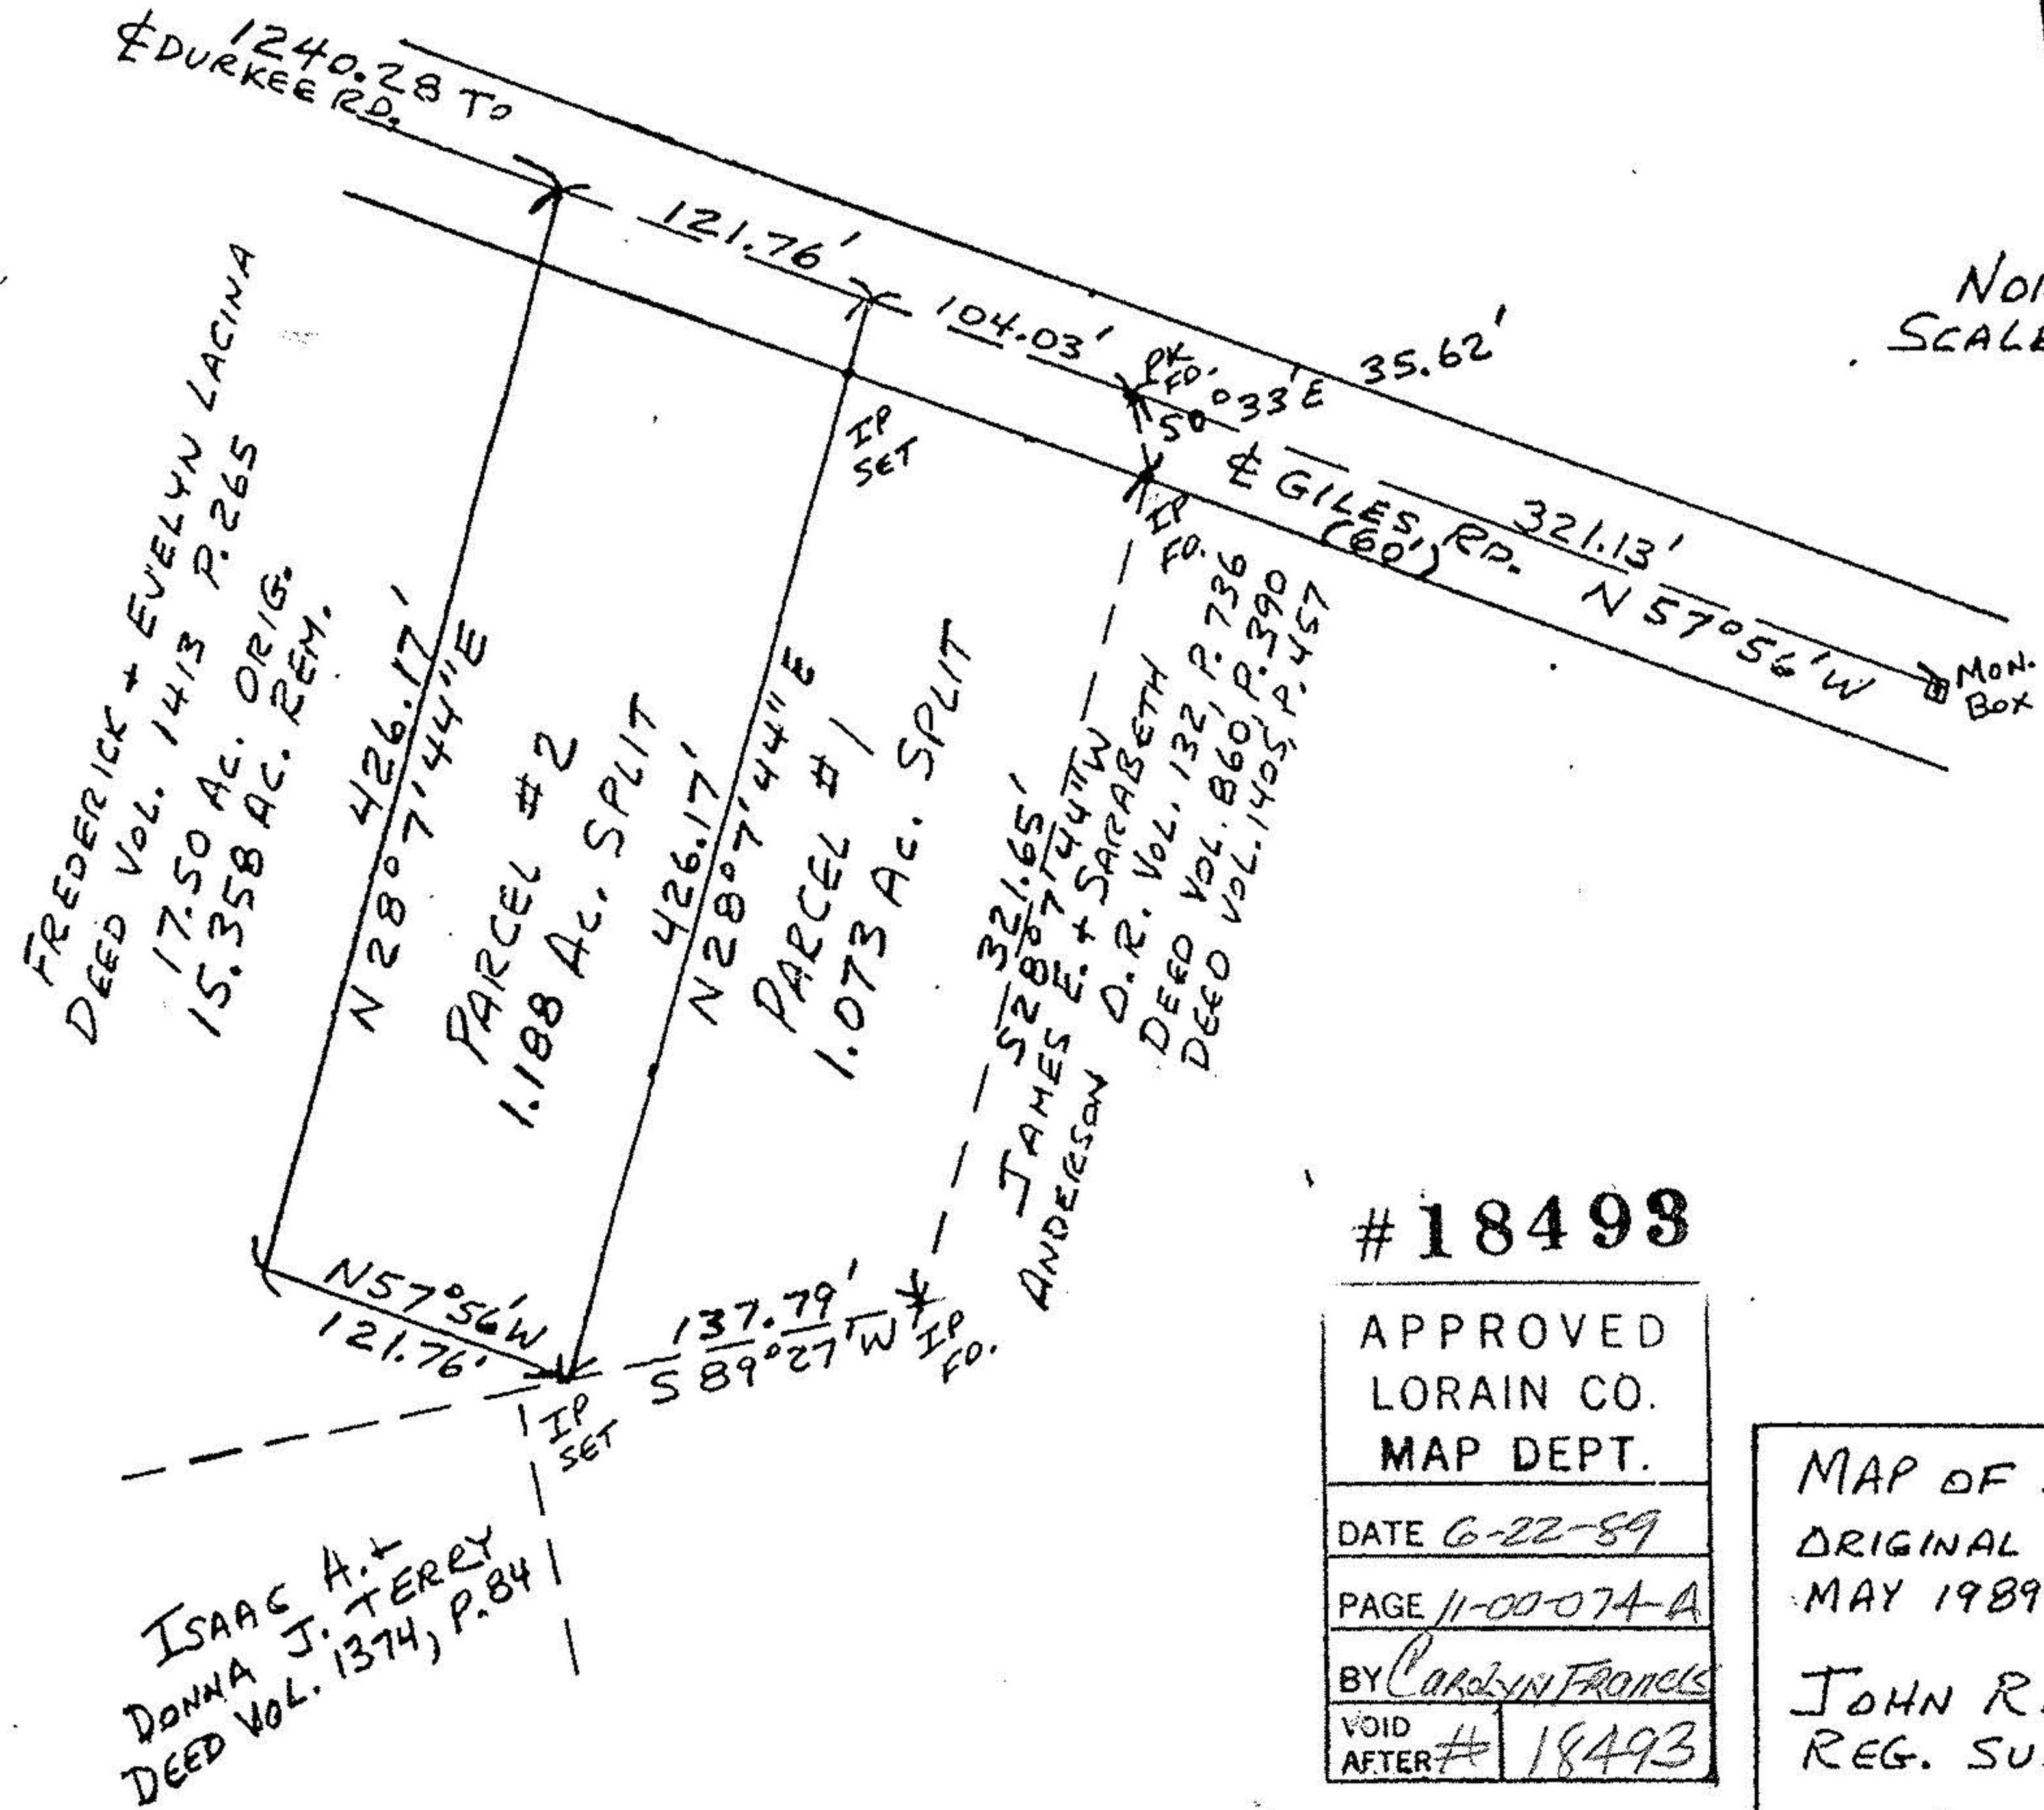 1240.28 TO
℄ DURKEE RD.
121.76'
104.03'
PK
FD.
S0°33'E 35.62'
IP
SET
IP
FD.
℄ GILES RD.
(60')
321.13'
N 57°56'W
MON.
BOX
SCALE
FREDERICK + EVELYN LACINA
DEED VOL. 1413 P.265
17.50 AC. ORIG.
15.358 AC. REM.
426.17'
N 28°7'44"E
PARCEL #2
1.188 AC. SPLIT
426.17'
N 28°7'44"E
PARCEL #1
1.073 AC. SPLIT
321.65'
S 28°7'44"W
JAMES E. + SARABETH
ANDERSON O.R. VOL. 132, P. 736
DEED VOL. 860, P. 390
DEED VOL. 1405, P. 457
N57°56'W
121.76'
137.79'
S 89°27'W
IP
FD.
IP
SET
ISAAC H. +
DONNA J. TERRY
DEED VOL. 1374, P.84
#18493
APPROVED
LORAIN CO.
MAP DEPT.
DATE 6-22-89
PAGE 11-00-074-A
BY Carolyn Francis
VOID
AFTER # 18493
MAP OF
ORIGINAL
MAY 1989
JOHN R.
REG. SU